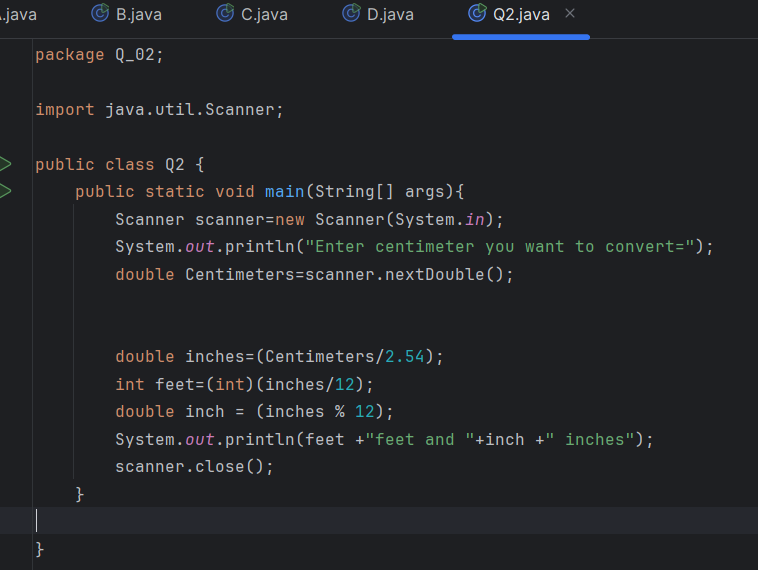 .java B.java C.java D.java Q2.java
package Q_02;
import java.util.Scanner;
public class Q2 {
public static void main(String[] args){
Scanner scanner=new Scanner(System.in);
System.out.println("Enter centimeter you want to convert=");
double Centimeters=scanner.nextDouble();
double inches=(Centimeters/2.54);
int feet=(int)(inches/12);
double inch = (inches % 12);
System.out.println(feet +"feet and "+inch +" inches");
scanner.close();
}
}